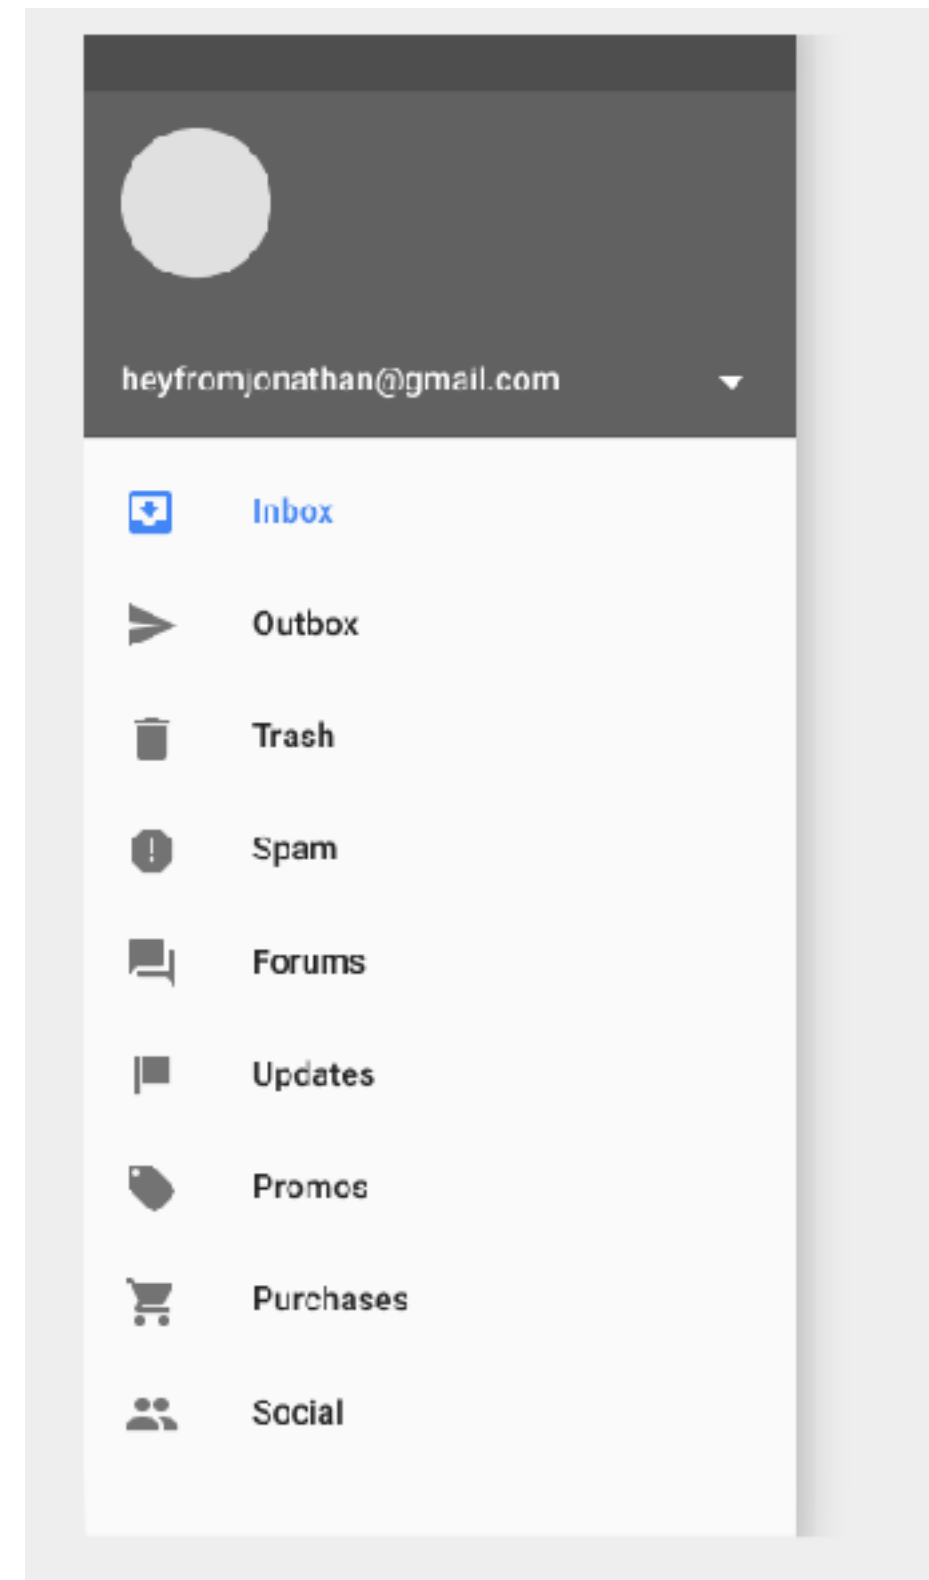 heyfromjonathan@gmail.com
Inbox
Outbox
Trash
Spam
Forums
Updates
Promos
Purchases
Social